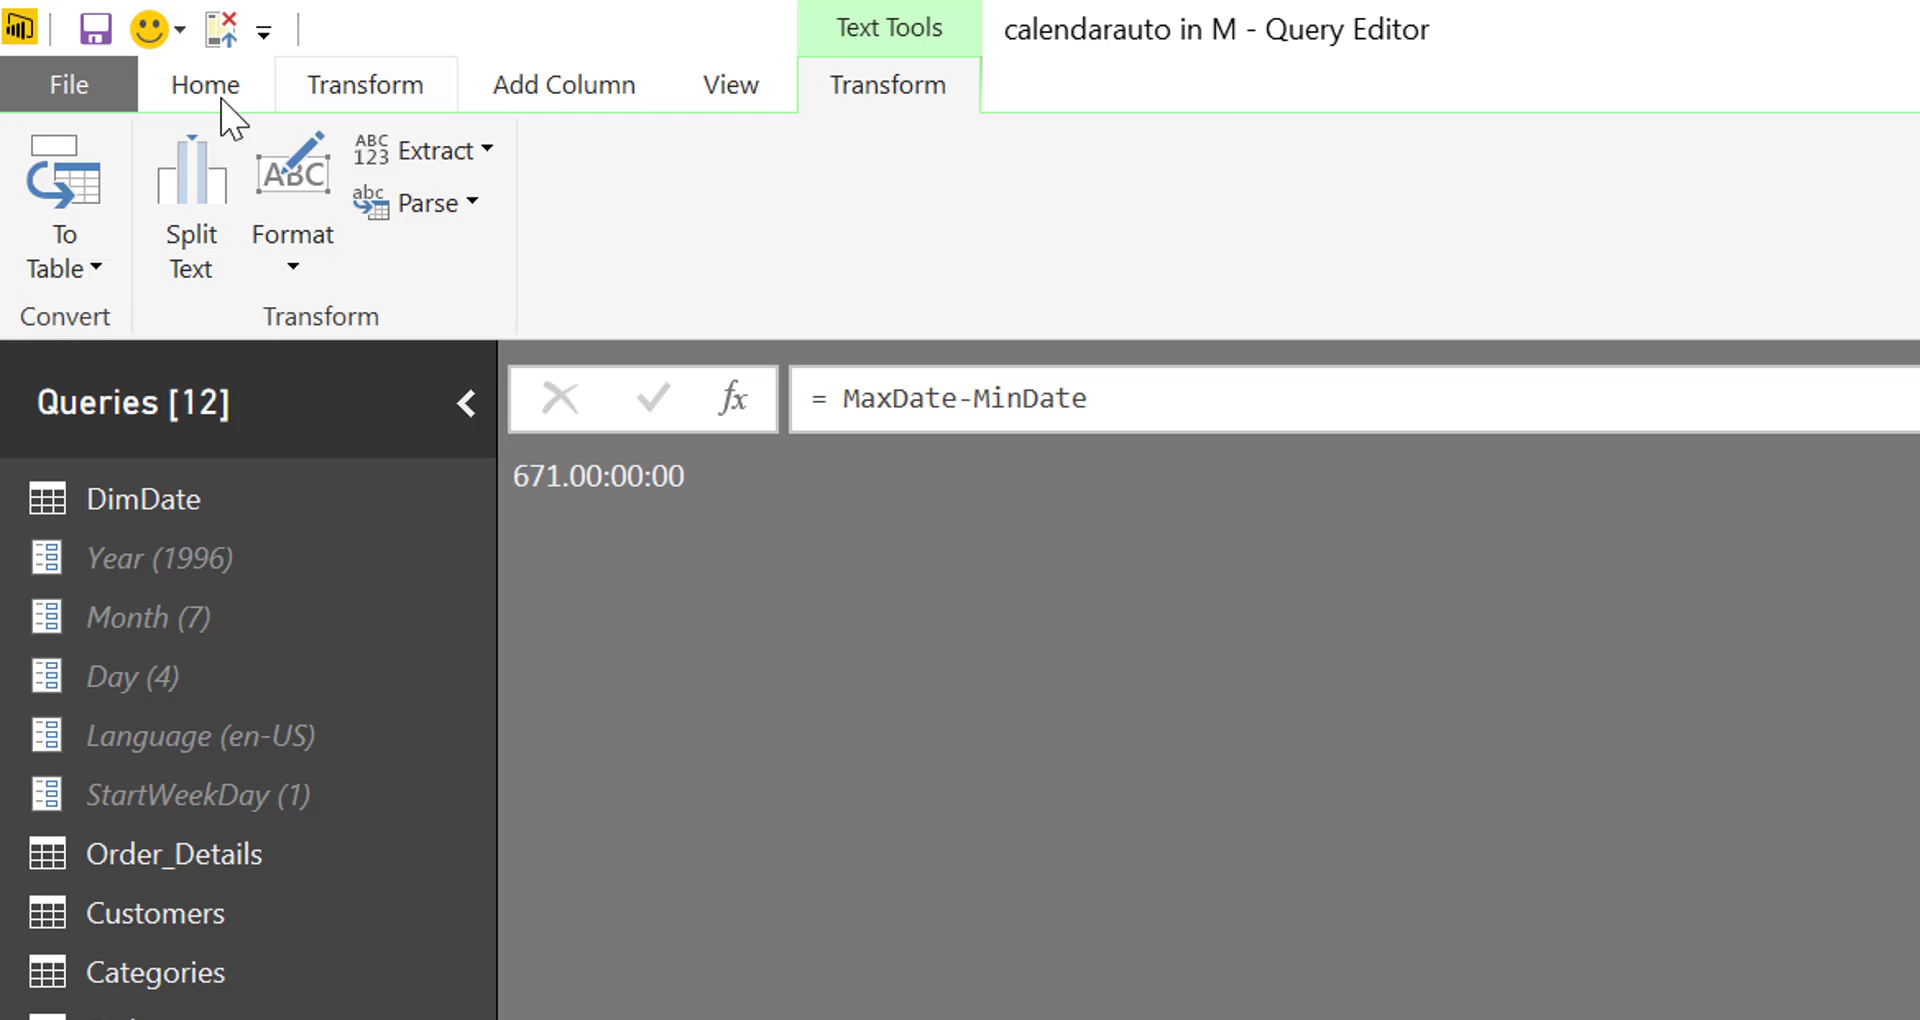 Text Tools
calendarauto in M - Query Editor
File
Home
Transform
Add Column
View
Transform
To
Table
Split
Text
ABC
Format
ABC
123
Extract
abc
Parse
Convert
Transform
Queries [12]
fx
= MaxDate-MinDate
671.00:00:00
DimDate
Year (1996)
Month (7)
Day (4)
Language (en-US)
StartWeekDay (1)
Order_Details
Customers
Categories